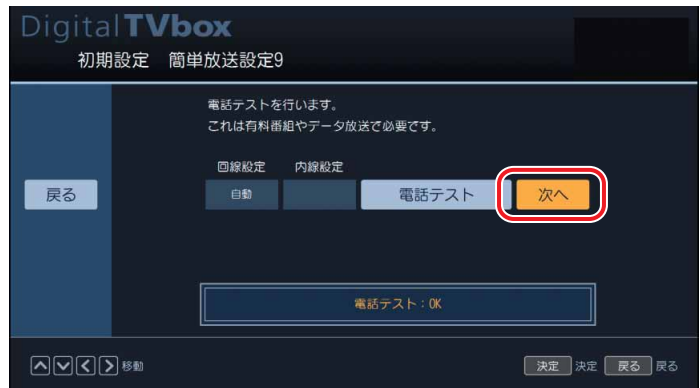 DigitalTVbox
初期設定 簡単放送設定9
電話テストを行います。
これは有料番組やデータ放送で必要です。
回線設定 内線設定
戻る 自動 電話テスト 次へ
電話テスト：OK
移動 決定 決定 戻る 戻る